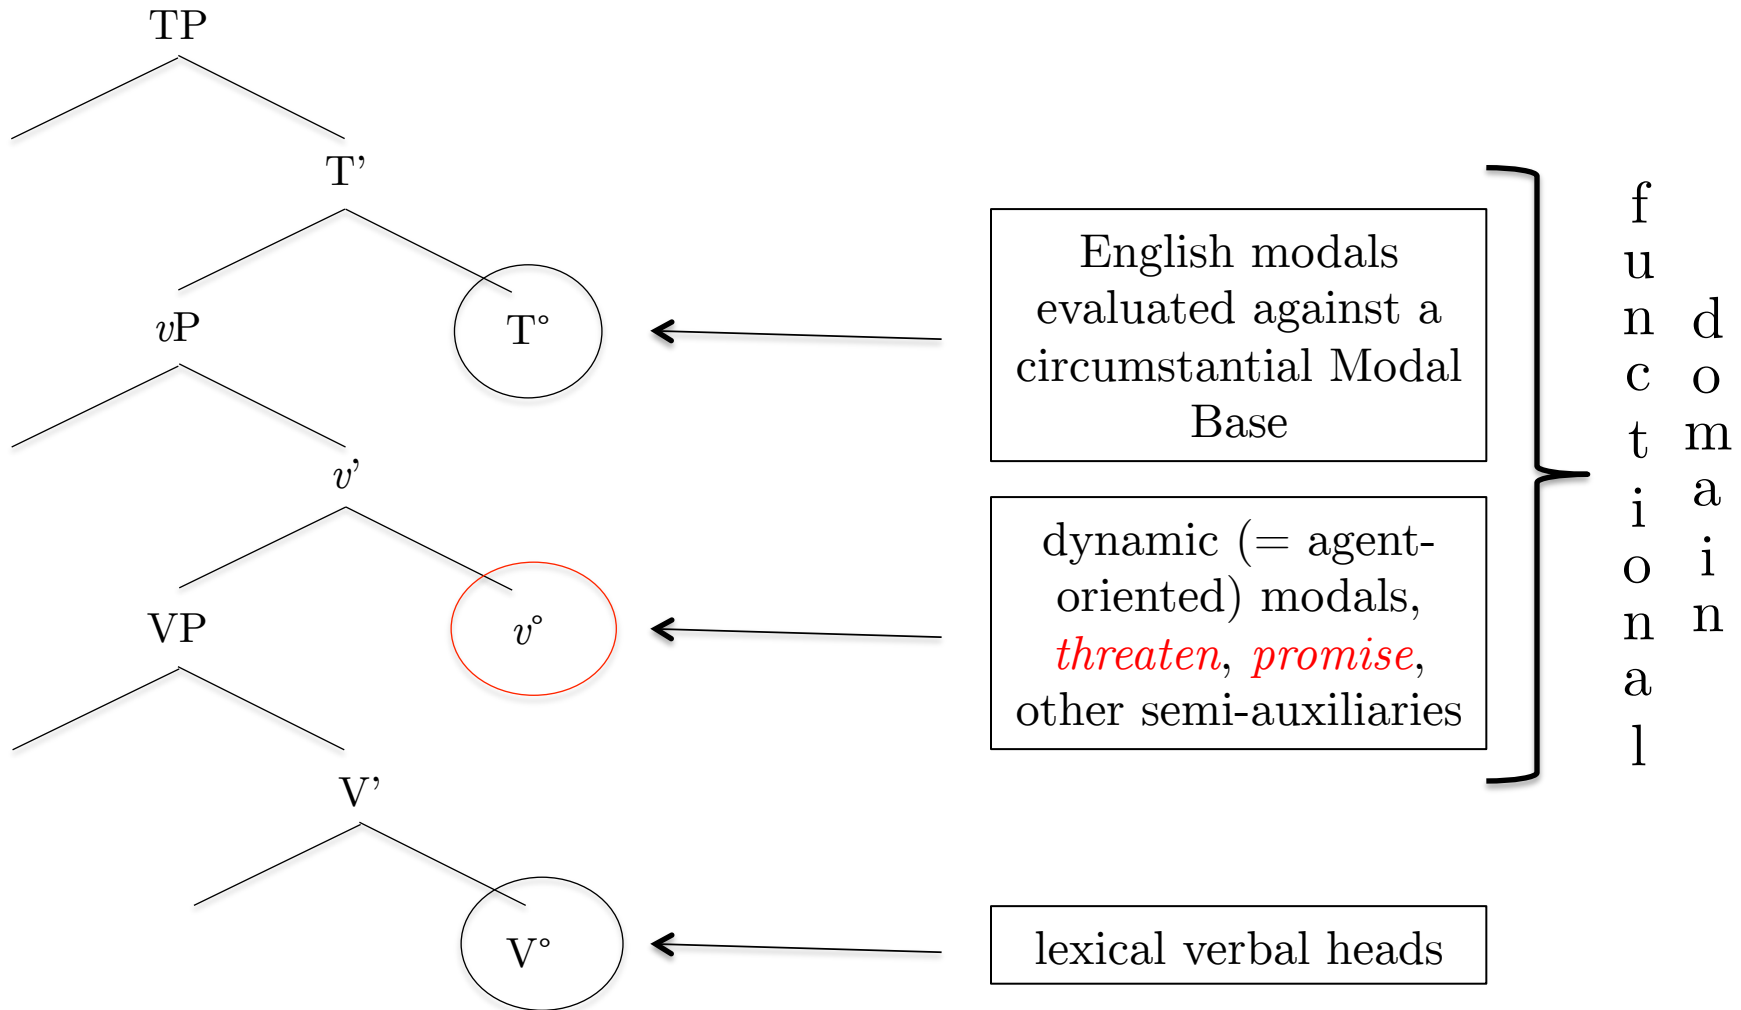 TP
T’
vP
T°
v’
VP
v°
V’
V°
English modals
evaluated against a
circumstantial Modal
Base
dynamic (= agent-
oriented) modals,
threaten, promise,
other semi-auxiliaries
lexical verbal heads
functional
domain